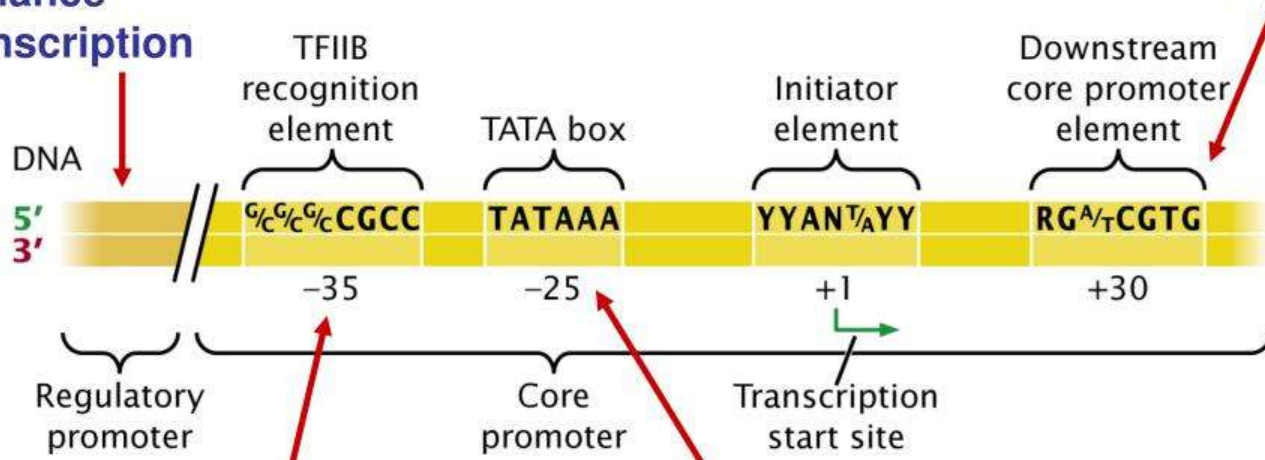 nscription
TFIIB
recognition
element
TATA box
Initiator
element
Downstream
core promoter
element
DNA
5′
3′
G/CG/CG/CCGCC
TATAAA
YYANT/AYY
RGA/TCGTG
–35
–25
+1
+30
Regulatory
promoter
Core
promoter
Transcription
start site